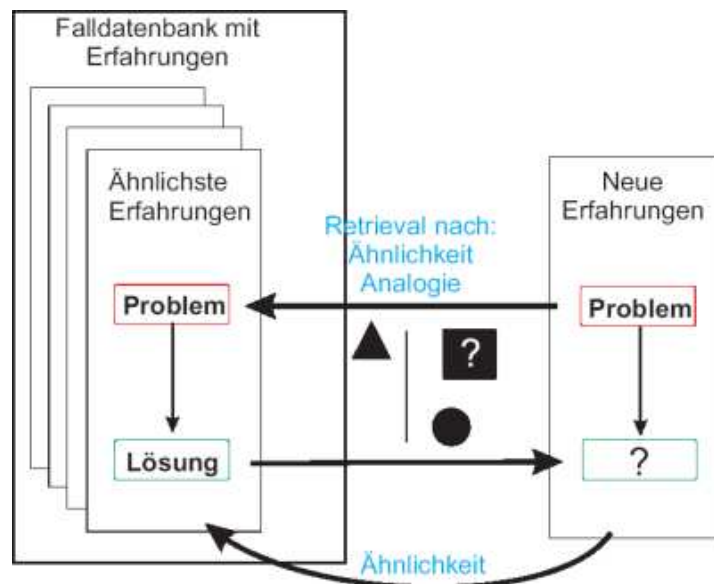 Falldatenbank mit
Erfahrungen
Ähnlichste
Erfahrungen
Problem
Lösung
Retrieval nach:
Ähnlichkeit
Analogie
?
Ähnlichkeit
Neue
Erfahrungen
Problem
?